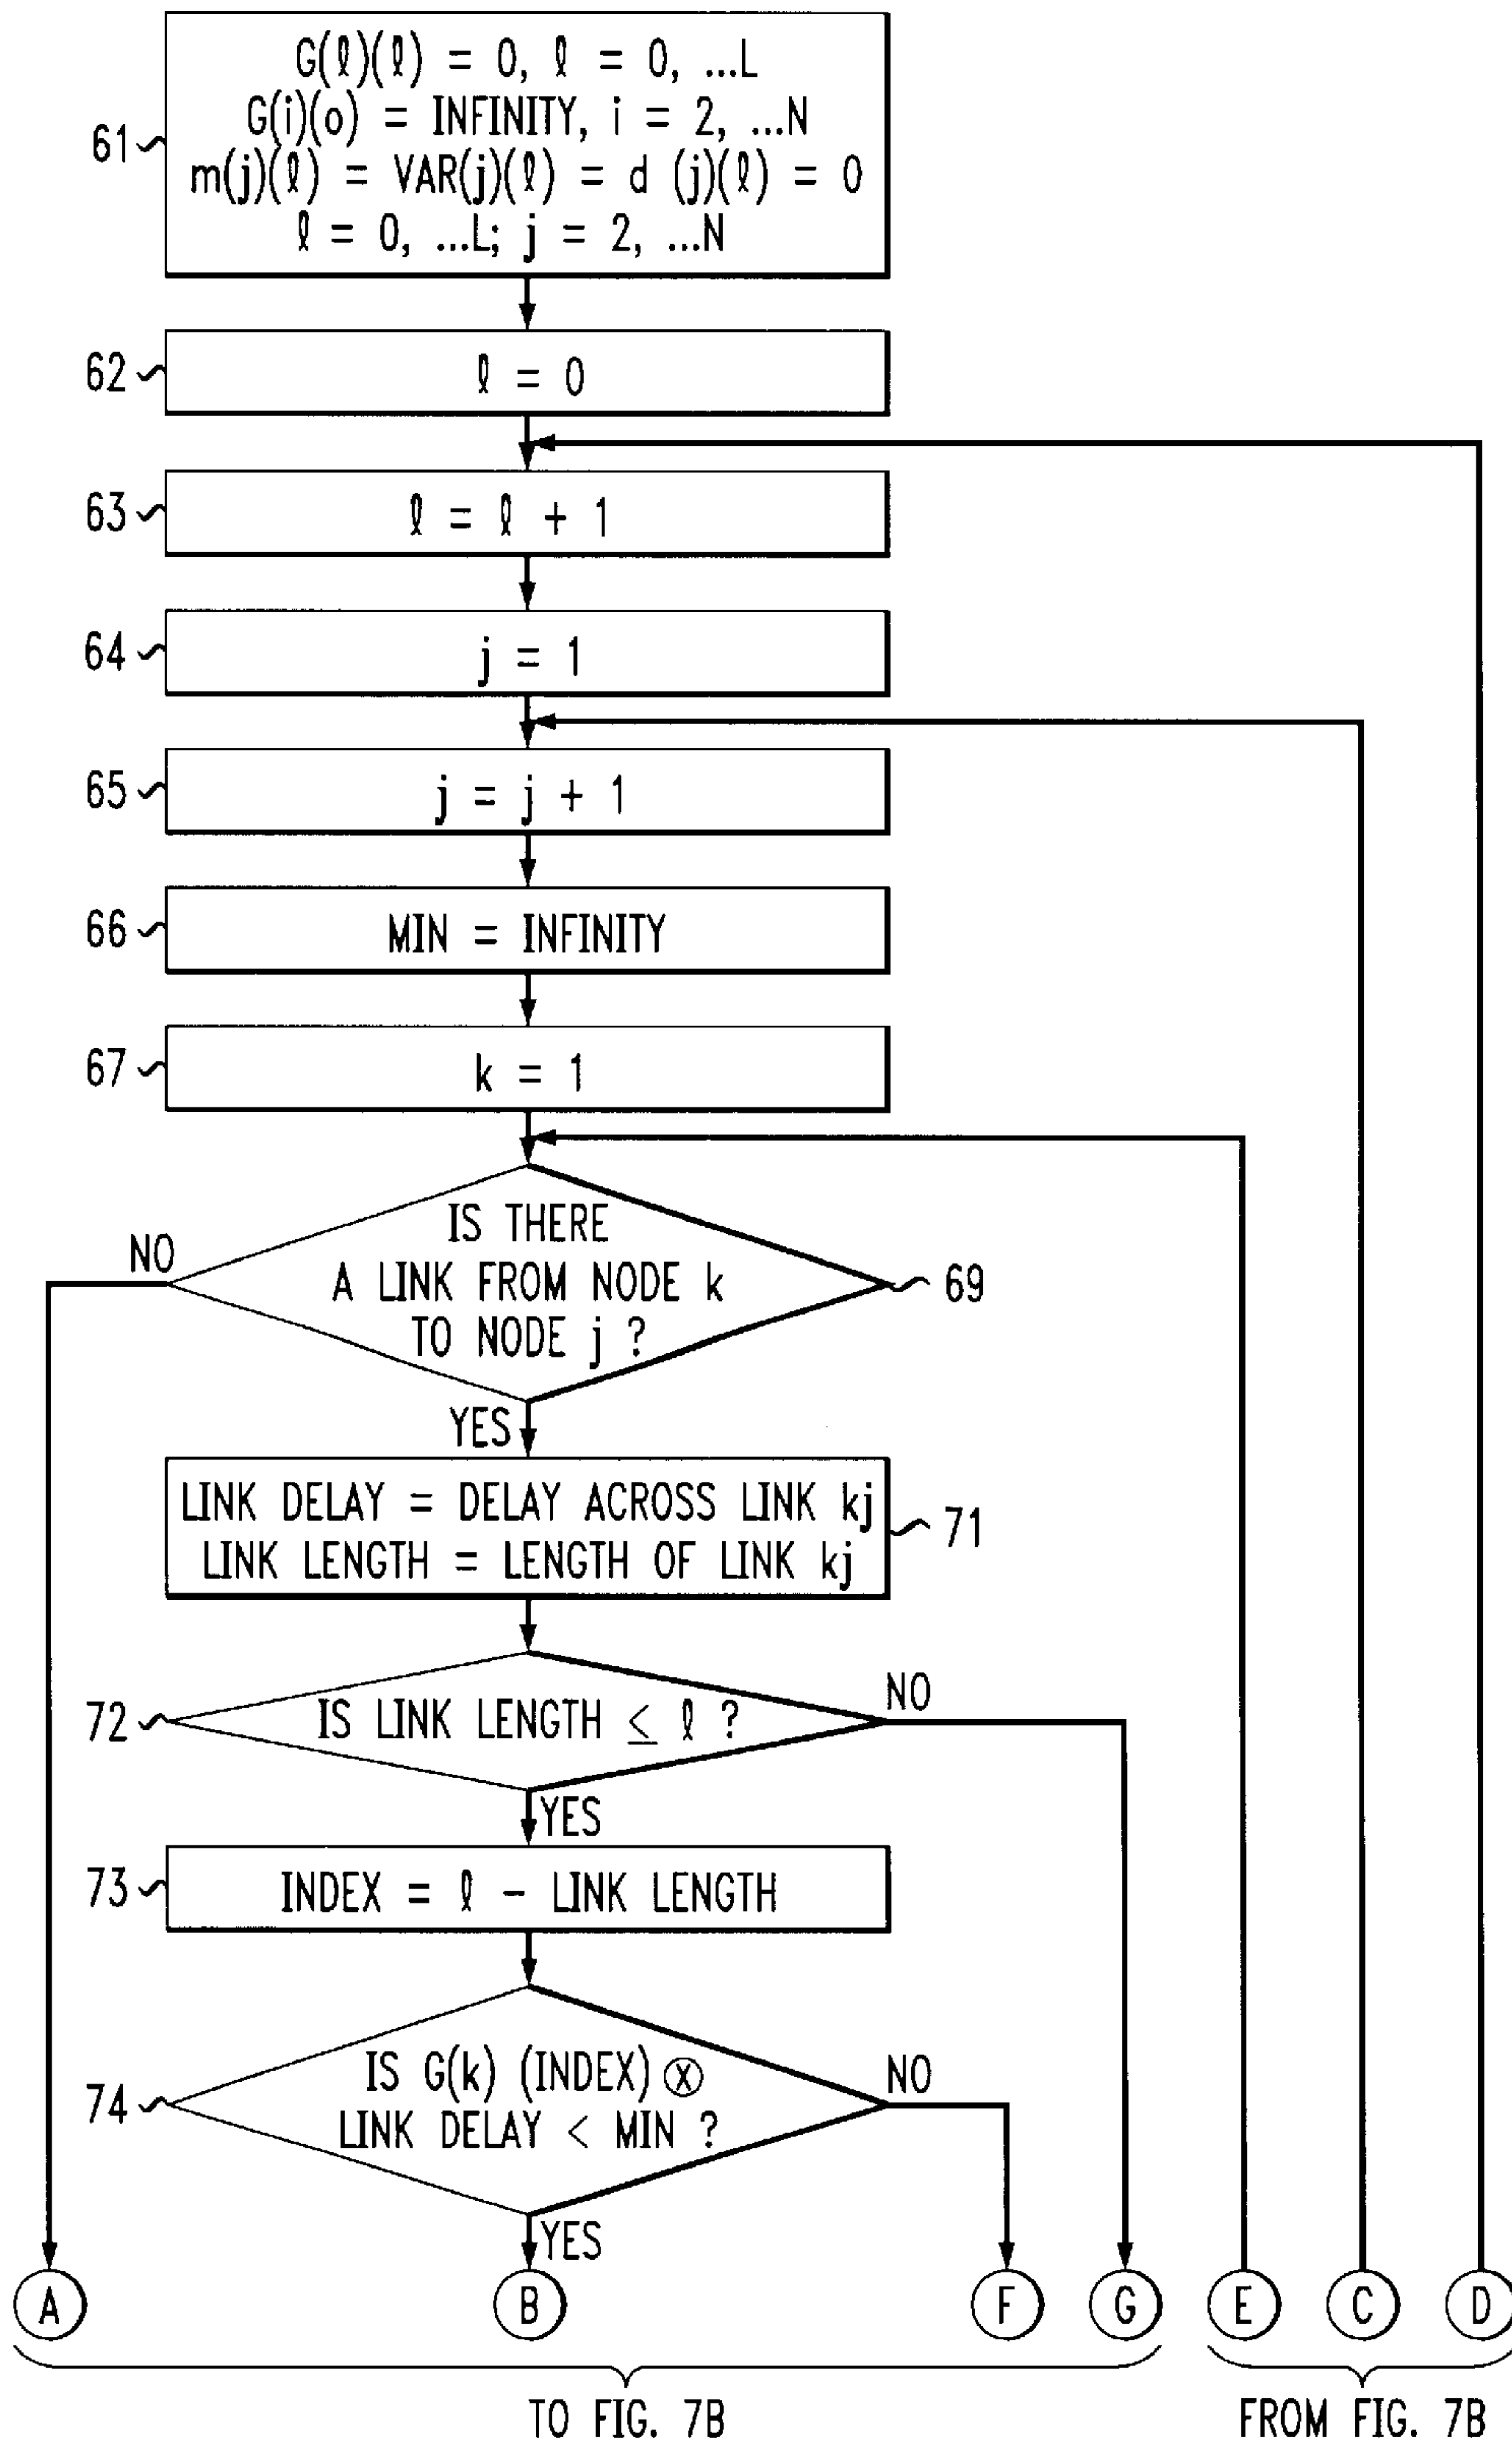 G(ℓ)(ℓ) = 0, ℓ = 0, ...L
G(i)(o) = INFINITY, i = 2, ...N
m(j)(ℓ) = VAR(j)(ℓ) = d (j)(ℓ) = 0
ℓ = 0, ...L; j = 2, ...N
61
62
ℓ = 0
63
ℓ = ℓ + 1
64
j = 1
65
j = j + 1
66
MIN = INFINITY
67
k = 1
IS THERE
A LINK FROM NODE k
TO NODE j ?
NO
69
YES
LINK DELAY = DELAY ACROSS LINK kj
LINK LENGTH = LENGTH OF LINK kj
71
72
IS LINK LENGTH ≤ ℓ ?
NO
YES
73
INDEX = ℓ - LINK LENGTH
74
IS G(k) (INDEX) ⓧ
LINK DELAY < MIN ?
NO
YES
A
B
F
G
E
C
D
TO FIG. 7B
FROM FIG. 7B